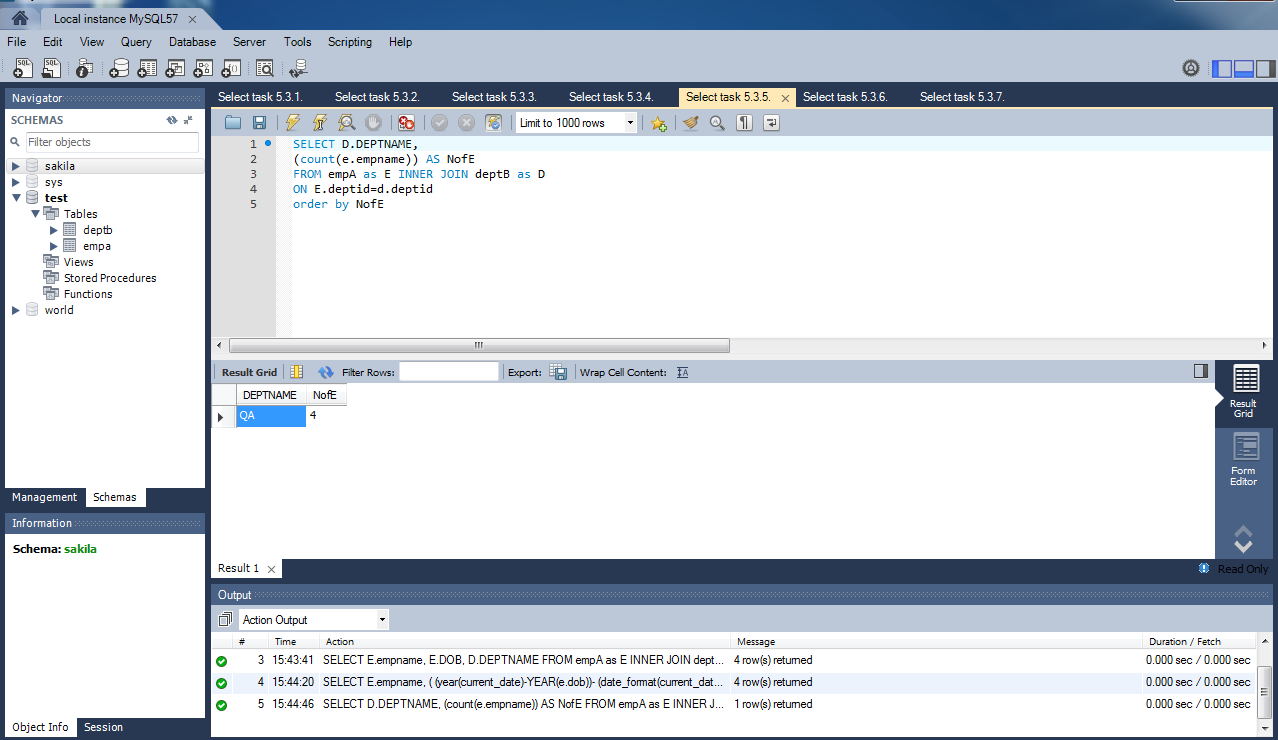 Local instance MySQL57
File Edit View Query Database Server Tools Scripting Help
Navigator
SCHEMAS
Filter objects
sakila
sys
test
Tables
deptb
empa
Views
Stored Procedures
Functions
world
Management Schemas
Information
Schema: sakila
Object Info Session
Select task 5.3.1. Select task 5.3.2. Select task 5.3.3. Select task 5.3.4. Select task 5.3.5. Select task 5.3.6. Select task 5.3.7.
Limit to 1000 rows
1 SELECT D.DEPTNAME,
2 (count(e.empname)) AS NofE
3 FROM empA as E INNER JOIN deptB as D
4 ON E.deptid=d.deptid
5 order by NofE
Result Grid Filter Rows: Export: Wrap Cell Content:
DEPTNAME NofE
QA 4
Result
Grid
Form
Editor
Result 1
Read Only
Output
Action Output
# Time Action Message Duration / Fetch
3 15:43:41 SELECT E.empname, E.DOB, D.DEPTNAME FROM empA as E INNER JOIN dept... 4 row(s) returned 0.000 sec / 0.000 sec
4 15:44:20 SELECT E.empname, ( (year(current_date)-YEAR(e.dob))- (date_format(current_dat... 4 row(s) returned 0.000 sec / 0.000 sec
5 15:44:46 SELECT D.DEPTNAME, (count(e.empname)) AS NofE FROM empA as E INNER J... 1 row(s) returned 0.000 sec / 0.000 sec